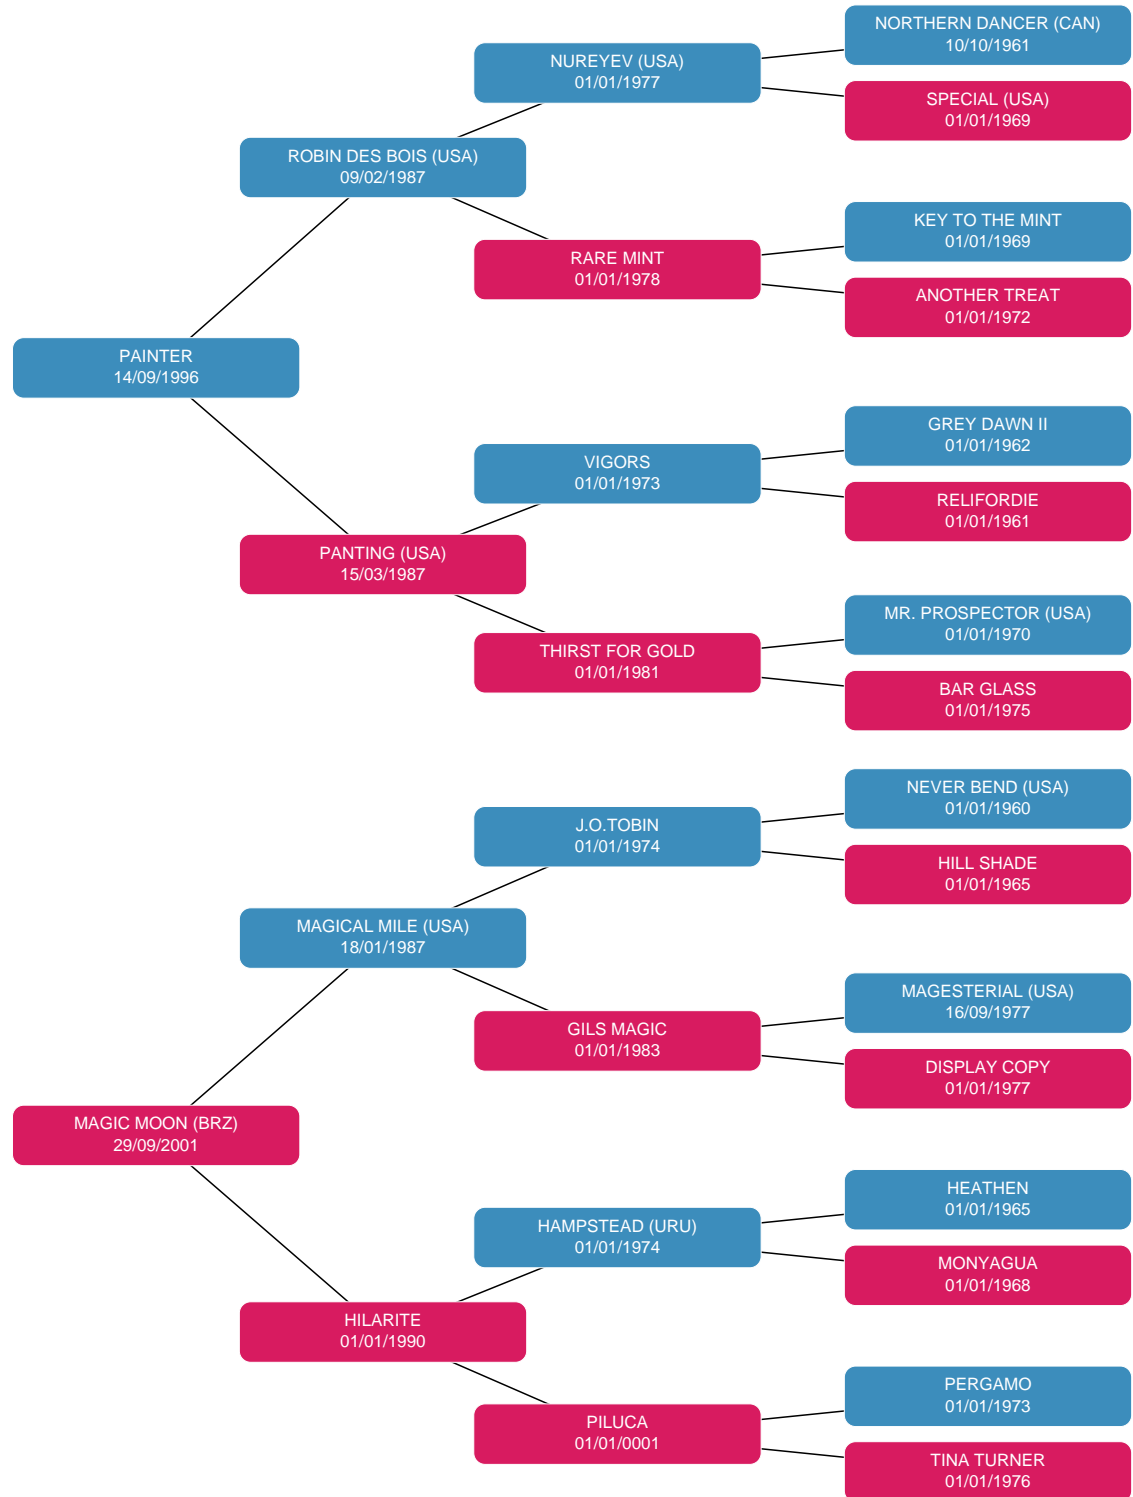 NORTHERN DANCER (CAN)
10/10/1961
NUREYEV (USA)
01/01/1977
SPECIAL (USA)
01/01/1969
ROBIN DES BOIS (USA)
09/02/1987
KEY TO THE MINT
01/01/1969
RARE MINT
01/01/1978
ANOTHER TREAT
01/01/1972
PAINTER
14/09/1996
GREY DAWN II
01/01/1962
VIGORS
01/01/1973
RELIFORDIE
01/01/1961
PANTING (USA)
15/03/1987
MR. PROSPECTOR (USA)
01/01/1970
THIRST FOR GOLD
01/01/1981
BAR GLASS
01/01/1975
NEVER BEND (USA)
01/01/1960
J.O.TOBIN
01/01/1974
HILL SHADE
01/01/1965
MAGICAL MILE (USA)
18/01/1987
MAGESTERIAL (USA)
16/09/1977
GILS MAGIC
01/01/1983
DISPLAY COPY
01/01/1977
MAGIC MOON (BRZ)
29/09/2001
HEATHEN
01/01/1965
HAMPSTEAD (URU)
01/01/1974
MONYAGUA
01/01/1968
HILARITE
01/01/1990
PERGAMO
01/01/1973
PILUCA
01/01/0001
TINA TURNER
01/01/1976